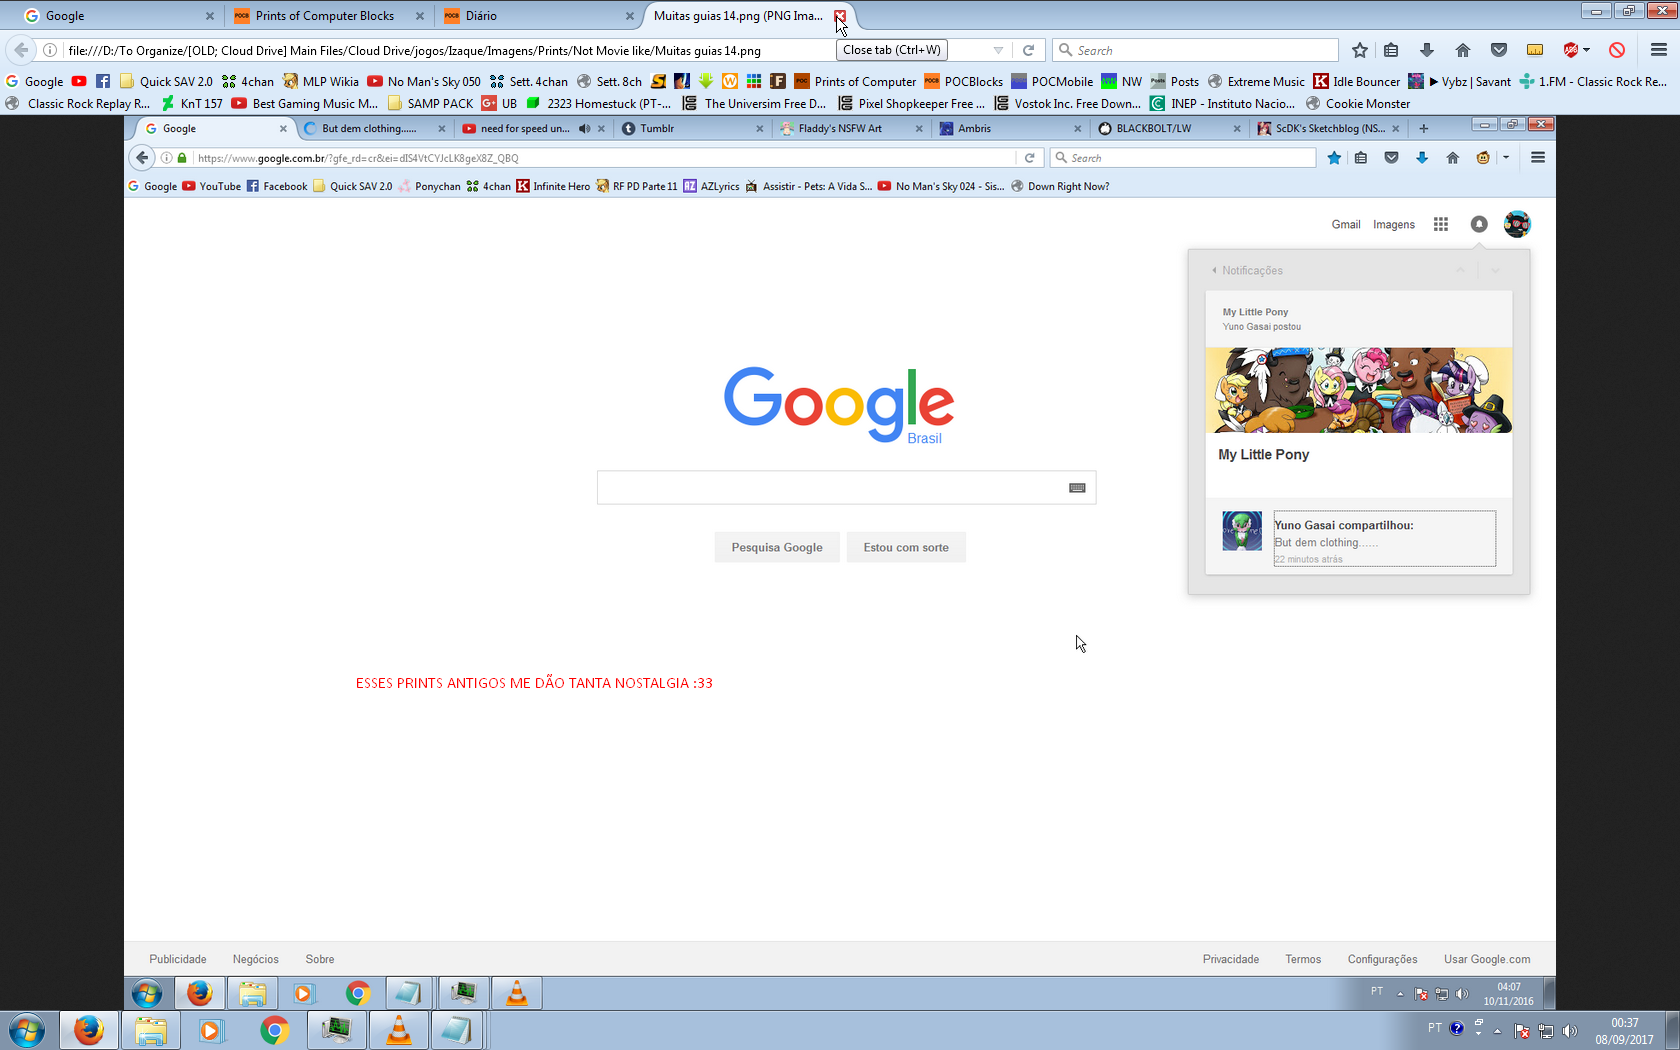 Google
Prints of Computer Blocks
Diário
Muitas guias 14.png (PNG Ima...
file:///D:/To Organize/[OLD; Cloud Drive] Main Files/Cloud Drive/jogos/Izaque/Imagens/Prints/Not Movie like/Muitas guias 14.png
Close tab (Ctrl+W)
Search
Google
Quick SAV 2.0
4chan
MLP Wikia
No Man's Sky 050
Sett. 4chan
Sett. 8ch
Prints of Computer
POCBlocks
POCMobile
NW
Posts
Extreme Music
Idle Bouncer
▶ Vybz | Savant
1.FM - Classic Rock Re...
Classic Rock Replay R...
KnT 157
Best Gaming Music M...
SAMP PACK
UB
2323 Homestuck (PT-...
The Universim Free D...
Pixel Shopkeeper Free ...
Vostok Inc. Free Down...
INEP - Instituto Nacio...
Cookie Monster
Google
But dem clothing......
need for speed un...
Tumblr
Fladdy's NSFW Art
Ambris
BLACKBOLT/LW
ScDK's Sketchblog (NS...
https://www.google.com.br/?gfe_rd=cr&ei=dIS4VtCYJcLK8geX8Z_QBQ
Search
Google
YouTube
Facebook
Quick SAV 2.0
Ponychan
4chan
Infinite Hero
RF PD Parte 11
AZLyrics
Assistir - Pets: A Vida S...
No Man's Sky 024 - Sis...
Down Right Now?
Gmail
Imagens
Notificações
My Little Pony
Yuno Gasai postou
My Little Pony
Yuno Gasai compartilhou:
But dem clothing......
22 minutos atrás
Google
Brasil
Pesquisa Google
Estou com sorte
ESSES PRINTS ANTIGOS ME DÃO TANTA NOSTALGIA :33
Publicidade
Negócios
Sobre
Privacidade
Termos
Configurações
Usar Google.com
PT
04:07
10/11/2016
PT
00:37
08/09/2017